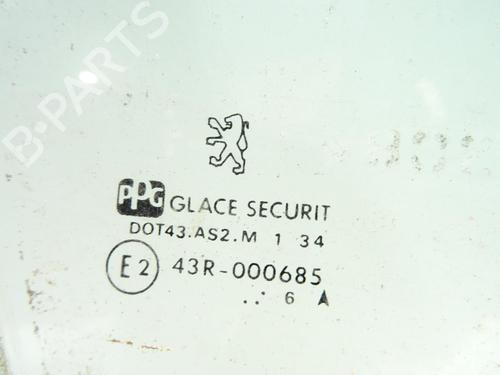 B-PARTS
PPG GLACE SECURIT
DOT43.AS2.M 1 34
E2 43R-000685
.: 6 A